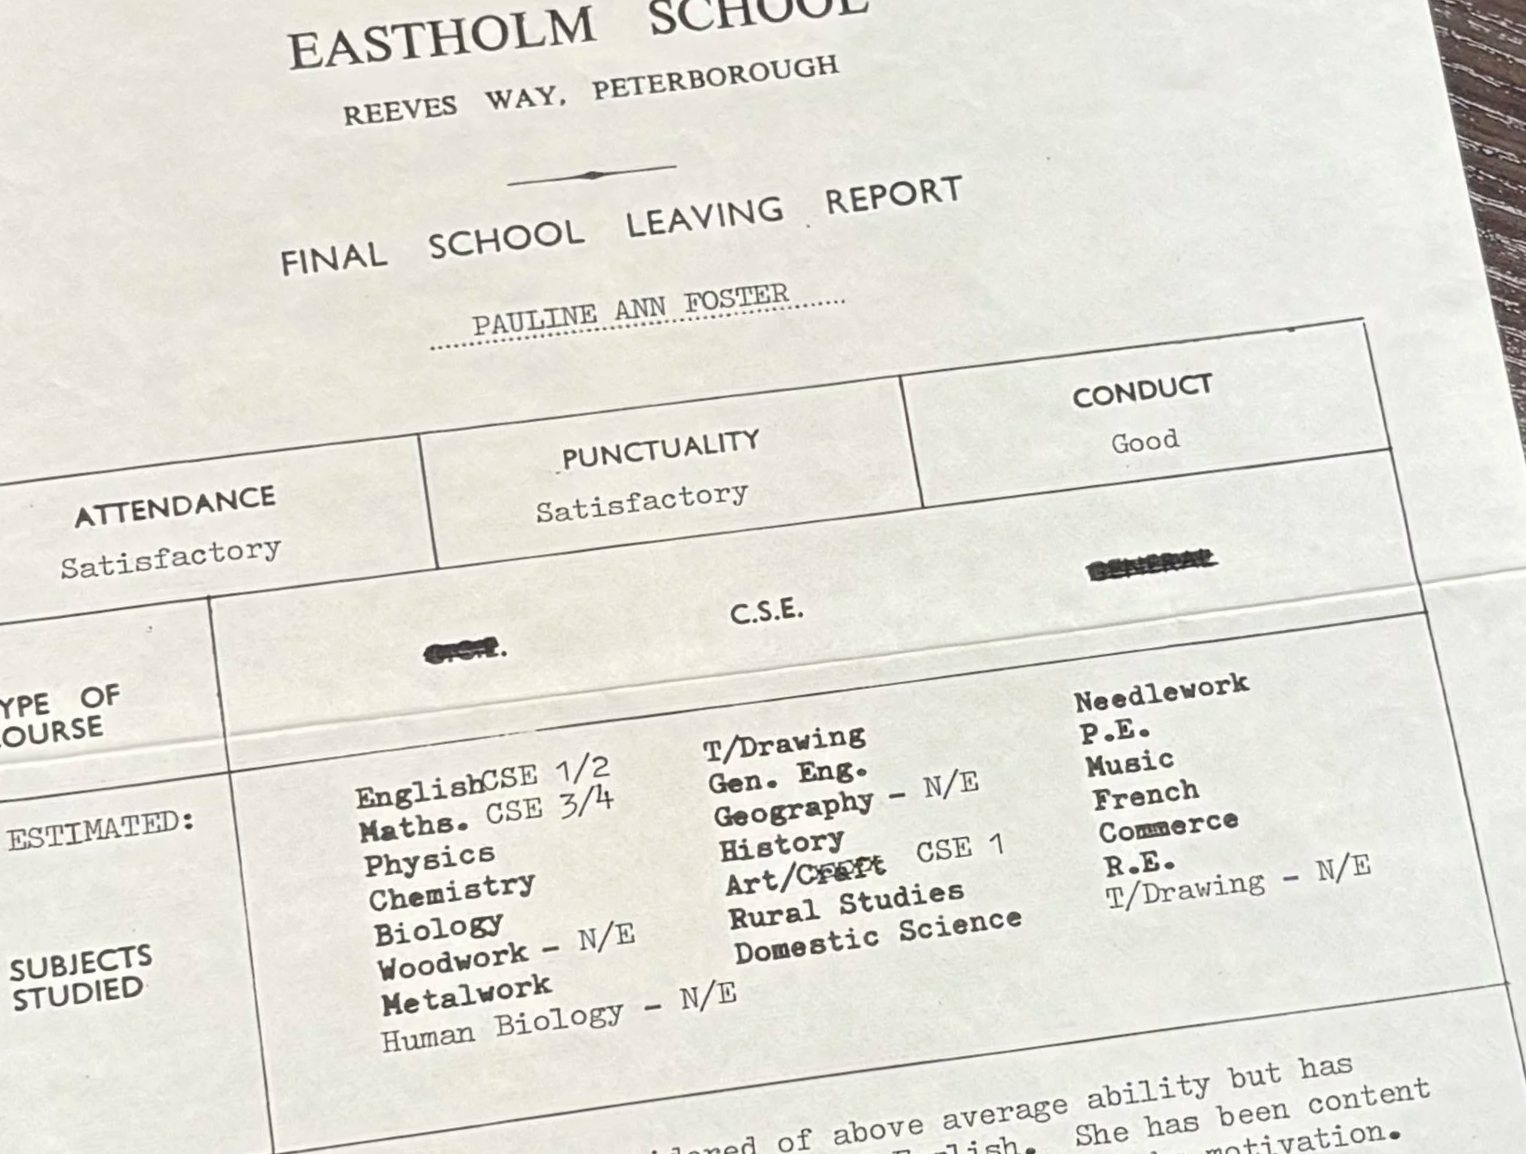 EASTHOLM SCHOOL
REEVES WAY, PETERBOROUGH
FINAL SCHOOL LEAVING REPORT
PAULINE ANN FOSTER
ATTENDANCE PUNCTUALITY CONDUCT
Satisfactory Satisfactory Good
C.S.E. GENERAL
YPE OF
OURSE
ESTIMATED:
SUBJECTS
STUDIED
English CSE 1/2
Maths. CSE 3/4
Physics
Chemistry
Biology
Woodwork - N/E
Metalwork
Human Biology - N/E
T/Drawing
Gen. Eng.
Geography - N/E
History
Art/Craft CSE 1
Rural Studies
Domestic Science
Needlework
P.E.
Music
French
Commerce
R.E.
T/Drawing - N/E
of above average ability but has
She has been content
motivation.